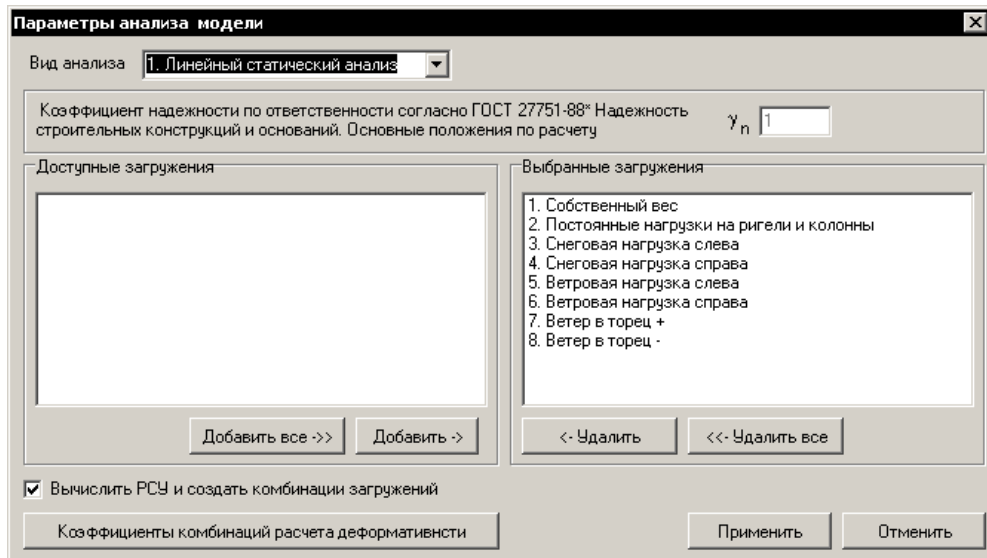 Параметры анализа модели
Вид анализа 1. Линейный статический анализ
Коэффициент надежности по ответственности согласно ГОСТ 27751-88* Надежность
строительных конструкций и оснований. Основные положения по расчету
γn 1
Доступные загружения
Выбранные загружения
1. Собственный вес
2. Постоянные нагрузки на ригели и колонны
3. Снеговая нагрузка слева
4. Снеговая нагрузка справа
5. Ветровая нагрузка слева
6. Ветровая нагрузка справа
7. Ветер в торец +
8. Ветер в торец -
Добавить все ->> Добавить -> <- Удалить <<- Удалить все
Вычислить РСУ и создать комбинации загружений
Коэффициенты комбинаций расчета деформативнсти Применить Отменить